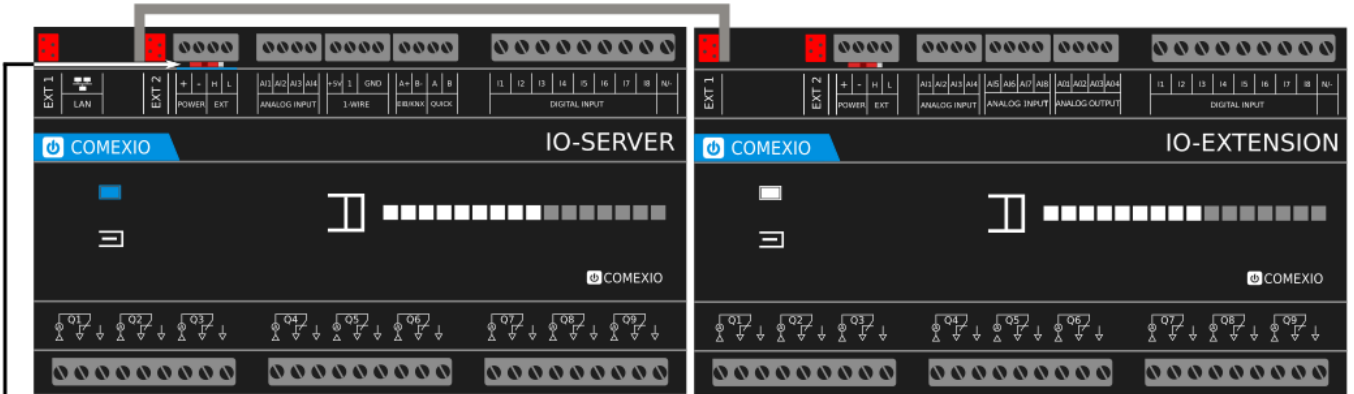 EXT 1 LAN EXT 2 + - H L AI1 AI2 AI3 AI4 +5V 1 GND A+ B- A B I1 I2 I3 I4 I5 I6 I7 I8 N/-
POWER EXT ANALOG INPUT 1-WIRE EIB/KNX QUICK DIGITAL INPUT
COMEXIO IO-SERVER
COMEXIO
Q1 Q2 Q3 Q4 Q5 Q6 Q7 Q8 Q9
EXT 1 EXT 2 + - H L AI1 AI2 AI3 AI4 AI5 AI6 AI7 AI8 AO1 AO2 AO3 AO4 I1 I2 I3 I4 I5 I6 I7 I8 N/-
POWER EXT ANALOG INPUT ANALOG INPUT ANALOG OUTPUT DIGITAL INPUT
COMEXIO IO-EXTENSION
COMEXIO
Q1 Q2 Q3 Q4 Q5 Q6 Q7 Q8 Q9